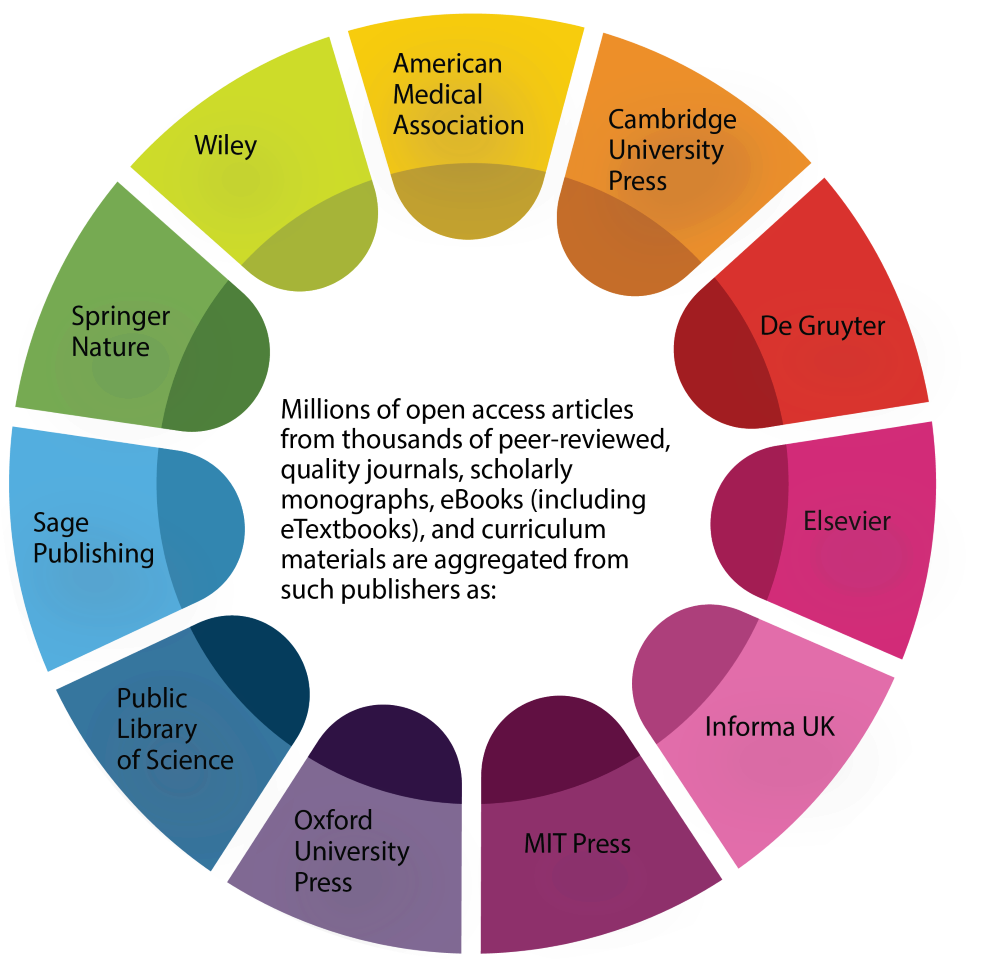 American
Medical
Association
Cambridge
University
Press
De Gruyter
Elsevier
Informa UK
MIT Press
Oxford
University
Press
Public
Library
of Science
Sage
Publishing
Springer
Nature
Wiley
Millions of open access articles
from thousands of peer-reviewed,
quality journals, scholarly
monographs, eBooks (including
eTextbooks), and curriculum
materials are aggregated from
such publishers as: